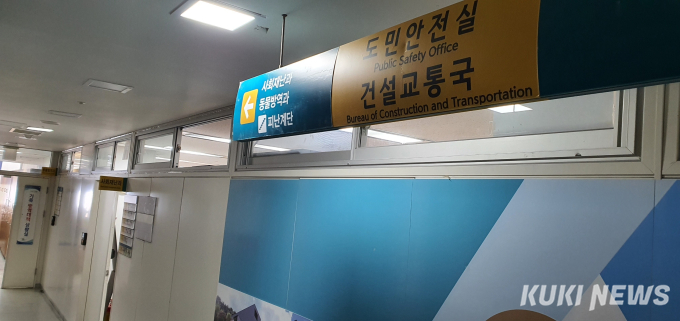 사회재난과
동물방역과
피난계단
도민안전실
Public Safety Office
건설교통국
Bureau of Construction and Transportation
KUKI NEWS